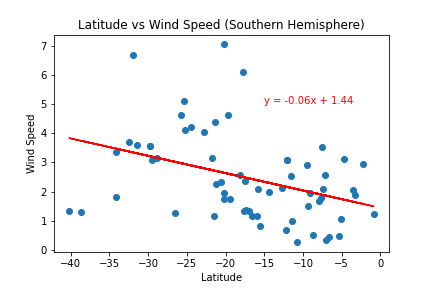 Latitude vs Wind Speed (Southern Hemisphere)
7
6
5
4
3
2
1
0
y = -0.06x + 1.44
Wind Speed
−40 −35 −30 −25 −20 −15 −10 −5 0
Latitude